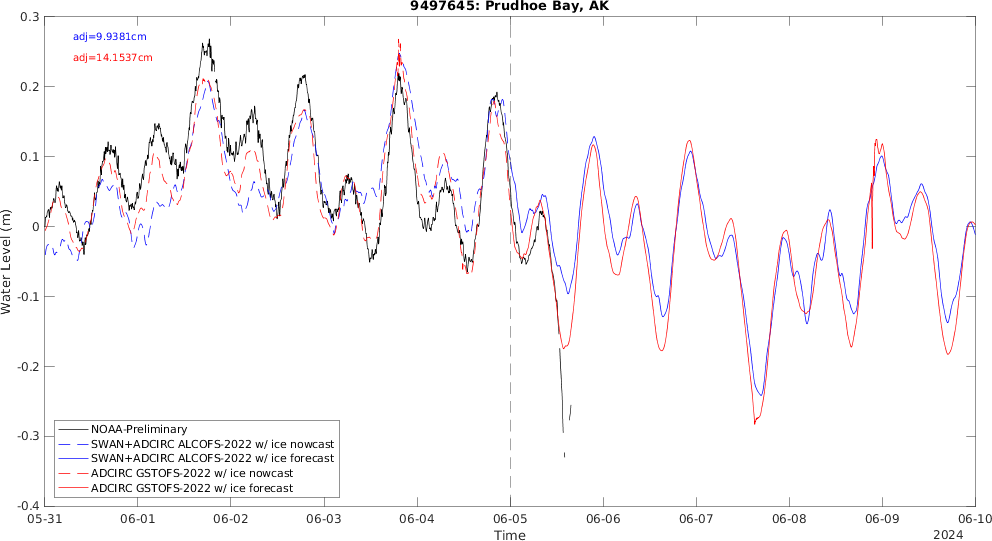 9497645: Prudhoe Bay, AK
adj=9.9381cm
adj=14.1537cm
0.3
0.2
0.1
0
-0.1
-0.2
-0.3
-0.4
Water Level (m)
NOAA-Preliminary
SWAN+ADCIRC ALCOFS-2022 w/ ice nowcast
SWAN+ADCIRC ALCOFS-2022 w/ ice forecast
ADCIRC GSTOFS-2022 w/ ice nowcast
ADCIRC GSTOFS-2022 w/ ice forecast
05-31 06-01 06-02 06-03 06-04 06-05 06-06 06-07 06-08 06-09 06-10
Time
2024